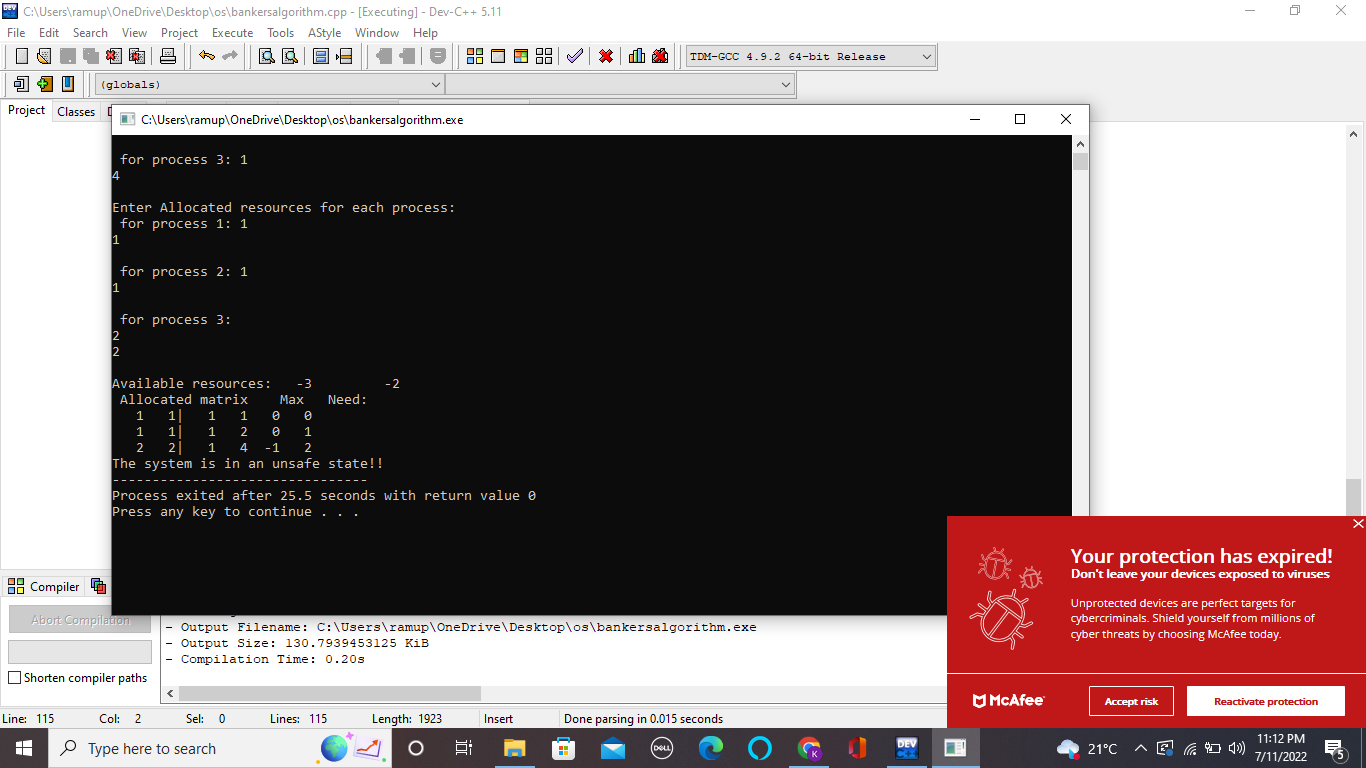 C:\Users\ramup\OneDrive\Desktop\os\bankersalgorithm.cpp - [Executing] - Dev-C++ 5.11
File Edit Search View Project Execute Tools AStyle Window Help
TDM-GCC 4.9.2 64-bit Release
(globals)
Project Classes
C:\Users\ramup\OneDrive\Desktop\os\bankersalgorithm.exe
for process 3: 1
4
Enter Allocated resources for each process:
for process 1: 1
1
for process 2: 1
1
for process 3:
2
2
Available resources: -3 -2
Allocated matrix Max Need:
1 1| 1 1 0 0
1 1| 1 2 0 1
2 2| 1 4 -1 2
The system is in an unsafe state!!
--------------------------------
Process exited after 25.5 seconds with return value 0
Press any key to continue . . .
Your protection has expired!
Don't leave your devices exposed to viruses
Unprotected devices are perfect targets for
cybercriminals. Shield yourself from millions of
cyber threats by choosing McAfee today.
McAfee
Accept risk
Reactivate protection
Compiler
Abort Compilation
Shorten compiler paths
- Output Filename: C:\Users\ramup\OneDrive\Desktop\os\bankersalgorithm.exe
- Output Size: 130.7939453125 KiB
- Compilation Time: 0.20s
Line: 115 Col: 2 Sel: 0 Lines: 115 Length: 1923 Insert Done parsing in 0.015 seconds
Type here to search
DELL
DEV
21°C
11:12 PM
7/11/2022
5